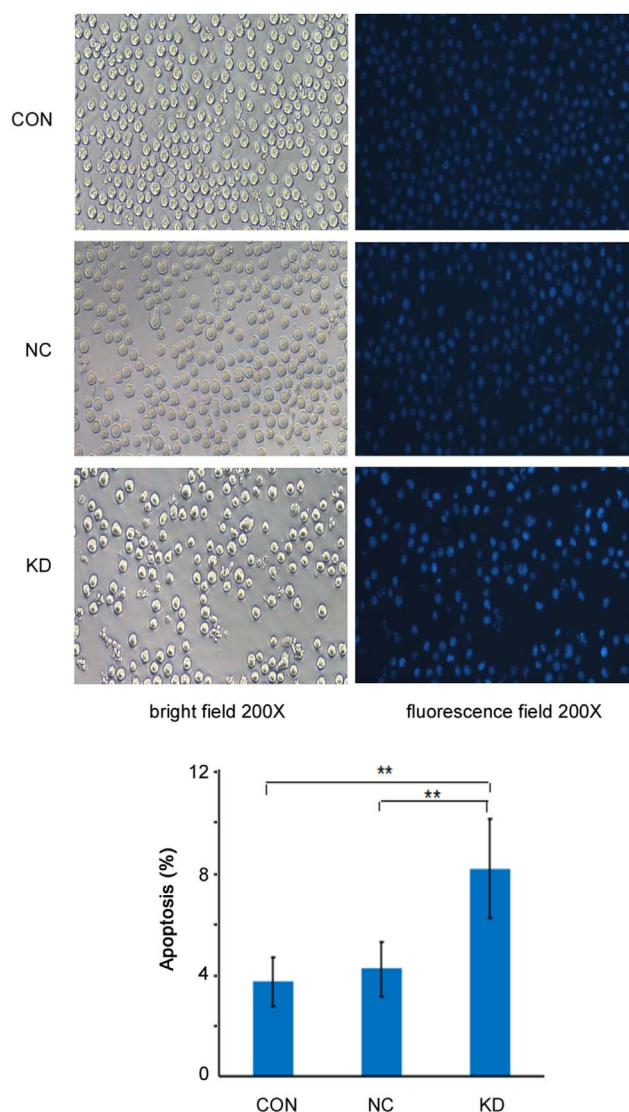 CON
NC
KD
bright field 200X
fluorescence field 200X
12
**
**
8
Apoptosis (%)
4
0
CON
NC
KD